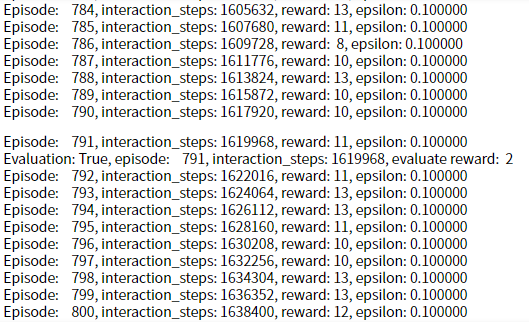 Episode: 784, interaction_steps: 1605632, reward: 13, epsilon: 0.100000
Episode: 785, interaction_steps: 1607680, reward: 11, epsilon: 0.100000
Episode: 786, interaction_steps: 1609728, reward: 8, epsilon: 0.100000
Episode: 787, interaction_steps: 1611776, reward: 10, epsilon: 0.100000
Episode: 788, interaction_steps: 1613824, reward: 13, epsilon: 0.100000
Episode: 789, interaction_steps: 1615872, reward: 10, epsilon: 0.100000
Episode: 790, interaction_steps: 1617920, reward: 10, epsilon: 0.100000
Episode: 791, interaction_steps: 1619968, reward: 11, epsilon: 0.100000
Evaluation: True, episode: 791, interaction_steps: 1619968, evaluate reward: 2
Episode: 792, interaction_steps: 1622016, reward: 11, epsilon: 0.100000
Episode: 793, interaction_steps: 1624064, reward: 13, epsilon: 0.100000
Episode: 794, interaction_steps: 1626112, reward: 13, epsilon: 0.100000
Episode: 795, interaction_steps: 1628160, reward: 11, epsilon: 0.100000
Episode: 796, interaction_steps: 1630208, reward: 10, epsilon: 0.100000
Episode: 797, interaction_steps: 1632256, reward: 10, epsilon: 0.100000
Episode: 798, interaction_steps: 1634304, reward: 13, epsilon: 0.100000
Episode: 799, interaction_steps: 1636352, reward: 13, epsilon: 0.100000
Episode: 800, interaction_steps: 1638400, reward: 12, epsilon: 0.100000